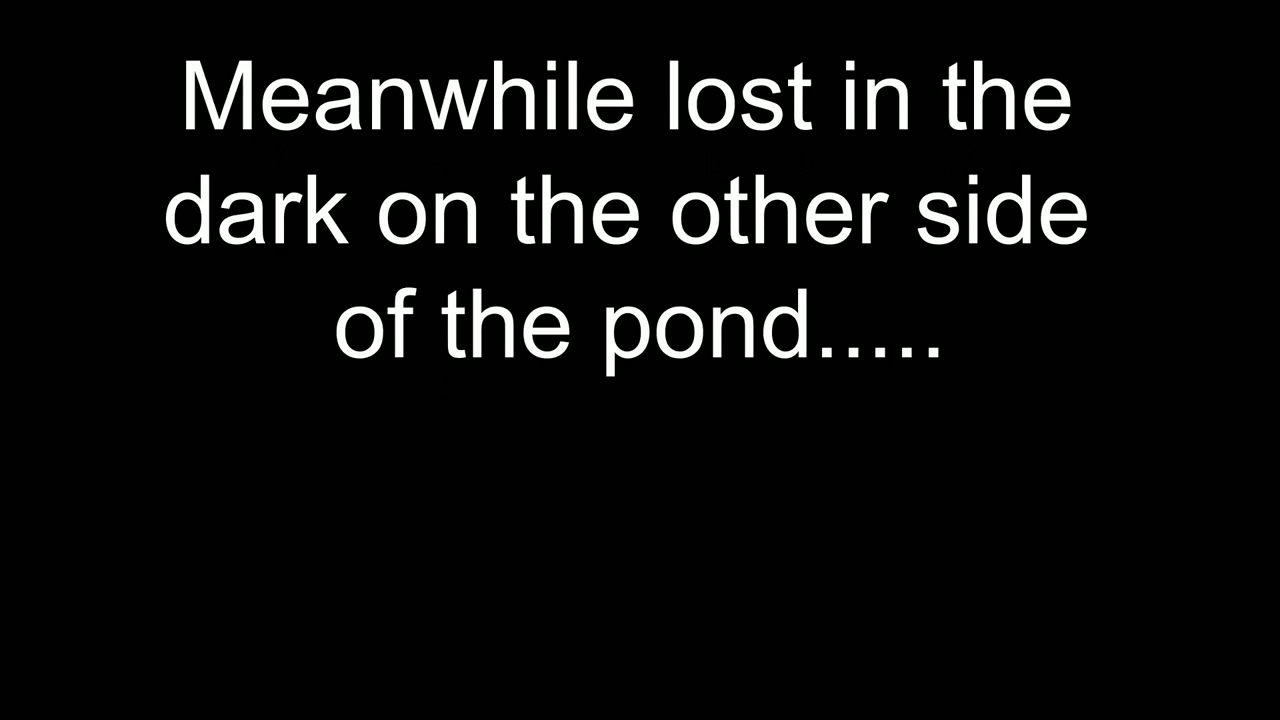 Meanwhile lost in the
dark on the other side
of the pond.....